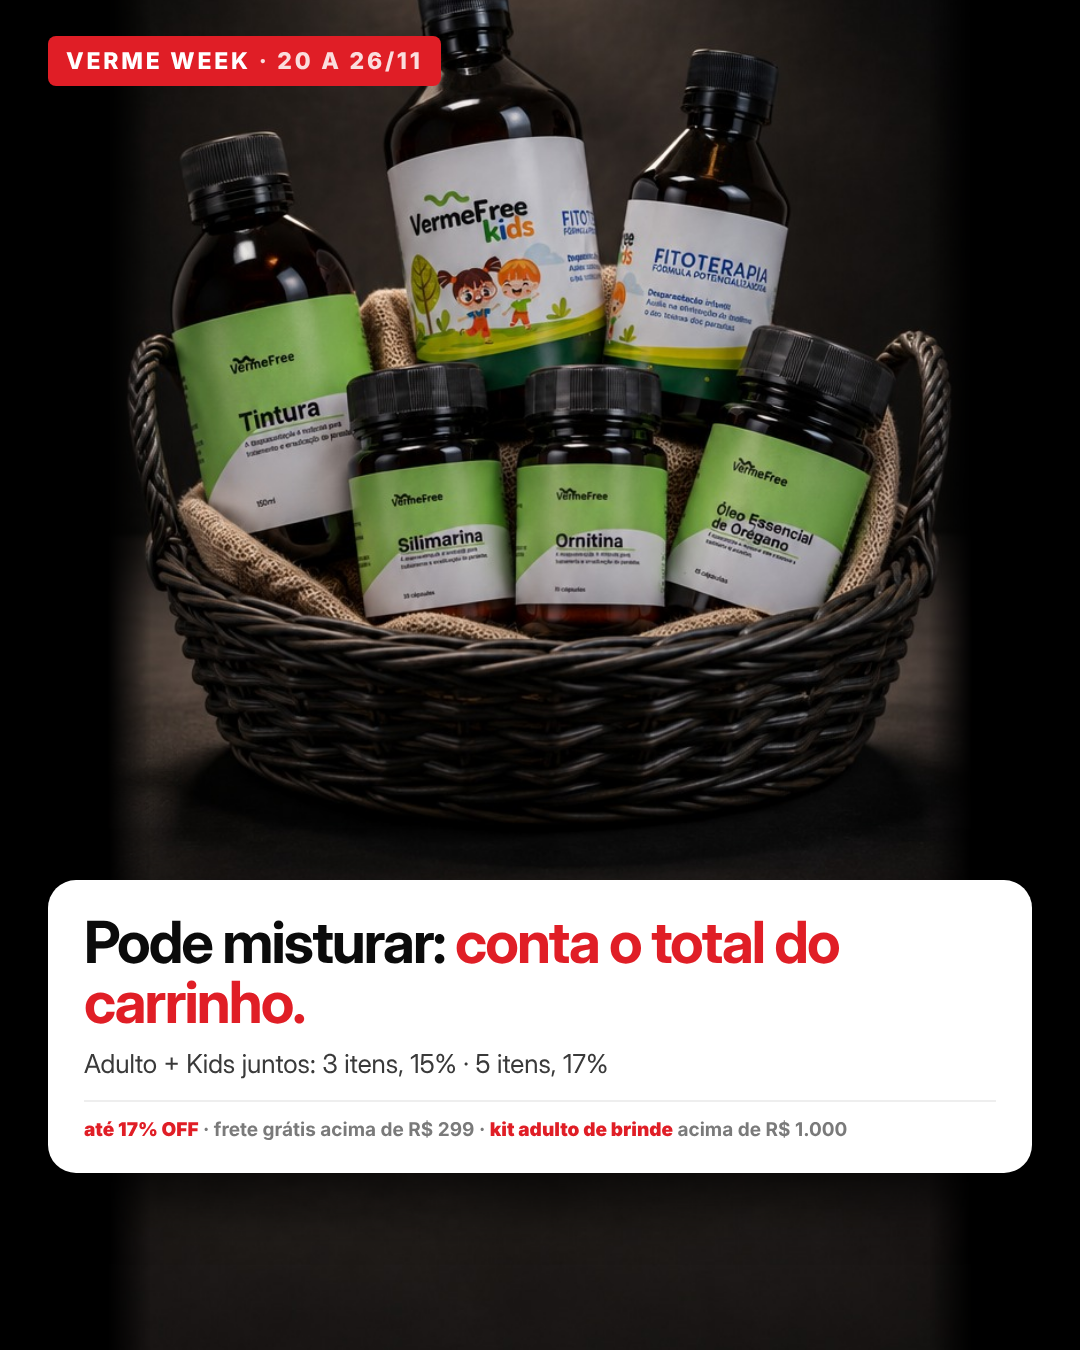 VERME WEEK · 20 A 26/11
VermeFree
kids
FITOTERAPIA
FÓRMULA POTENCIALIZADORA
VermeFree
Tintura
150ml
VermeFree
Silimarina
VermeFree
Ornitina
VermeFree
Óleo Essencial
de Orégano
Pode misturar: conta o total do
carrinho.
Adulto + Kids juntos: 3 itens, 15% · 5 itens, 17%
até 17% OFF · frete grátis acima de R$ 299 · kit adulto de brinde acima de R$ 1.000